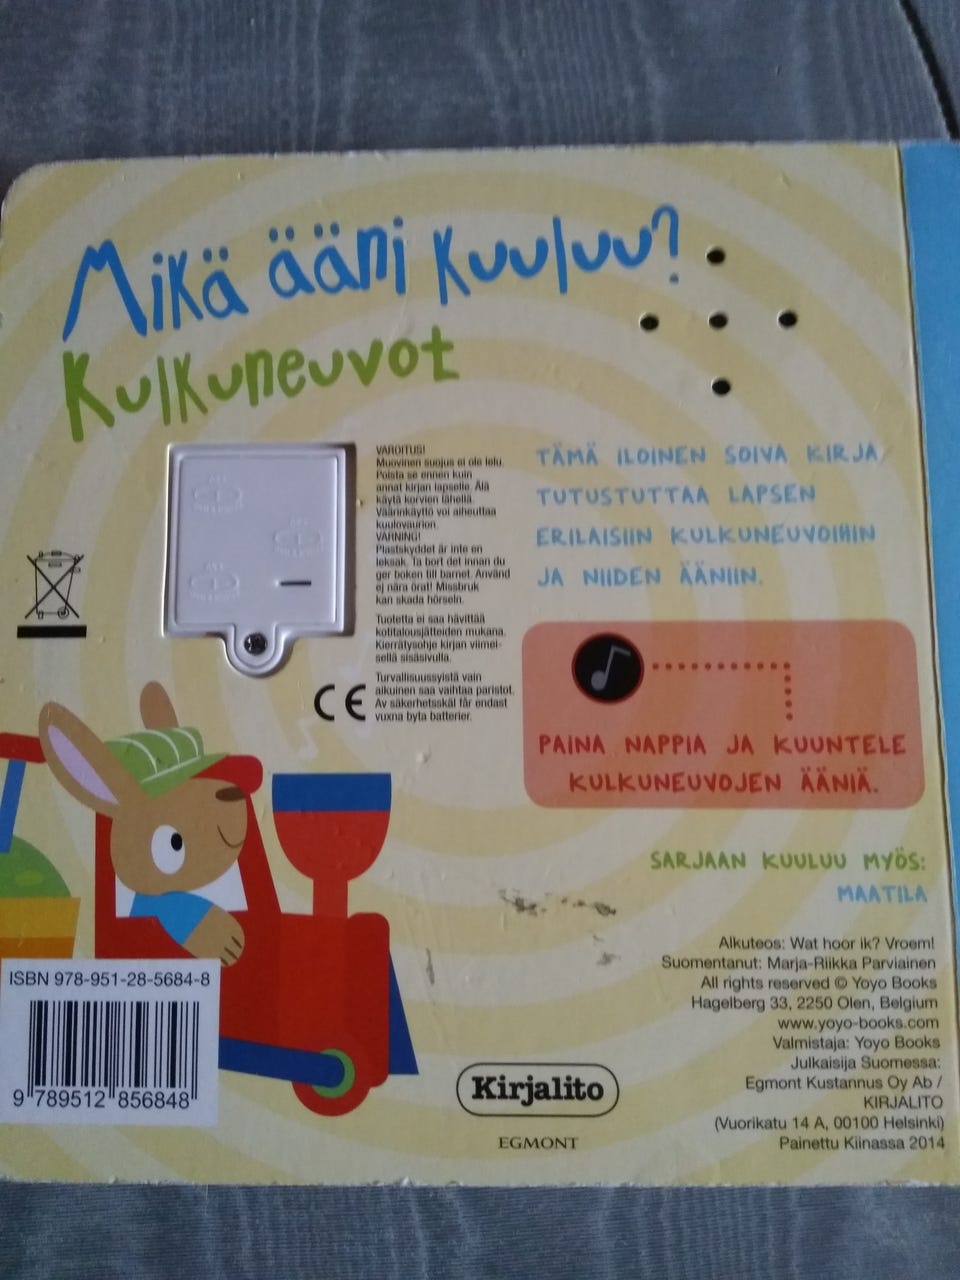 Mikä ääni kuuluu?
Kulkuneuvot
VAROITUS!
Muovinen suojus ei ole lelu.
Poista se ennen kuin
annat kirjan lapselle. Älä
käytä korvien lähellä.
Väärinkäyttö voi aiheuttaa
kuulovaurion.
VARNING!
Plastskyddet är inte en
leksak. Ta bort det innan du
ger boken till barnet. Använd
ej nära örat! Missbruk
kan skada hörseln.
Tuotetta ei saa hävittää
kotitalousjätteiden mukana.
Kierrätysohje kirjan viimei-
sellä sisäsivulla.
Turvallisuussyistä vain
aikuinen saa vaihtaa paristot.
Av säkerhetsskäl får endast
vuxna byta batterier.
CE
TÄMÄ ILOINEN SOIVA KIRJA
TUTUSTUTTAA LAPSEN
ERILAISIIN KULKUNEUVOIHIN
JA NIIDEN ÄÄNIIN.
PAINA NAPPIA JA KUUNTELE
KULKUNEUVOJEN ÄÄNIÄ.
SARJAAN KUULUU MYÖS:
MAATILA
Alkuteos: Wat hoor ik? Vroem!
Suomentanut: Marja-Riikka Parviainen
All rights reserved © Yoyo Books
Hagelberg 33, 2250 Olen, Belgium
www.yoyo-books.com
Valmistaja: Yoyo Books
Julkaisija Suomessa:
Egmont Kustannus Oy Ab /
KIRJALITO
(Vuorikatu 14 A, 00100 Helsinki)
Painettu Kiinassa 2014
ISBN 978-951-28-5684-8
9 789512 856848
Kirjalito
EGMONT